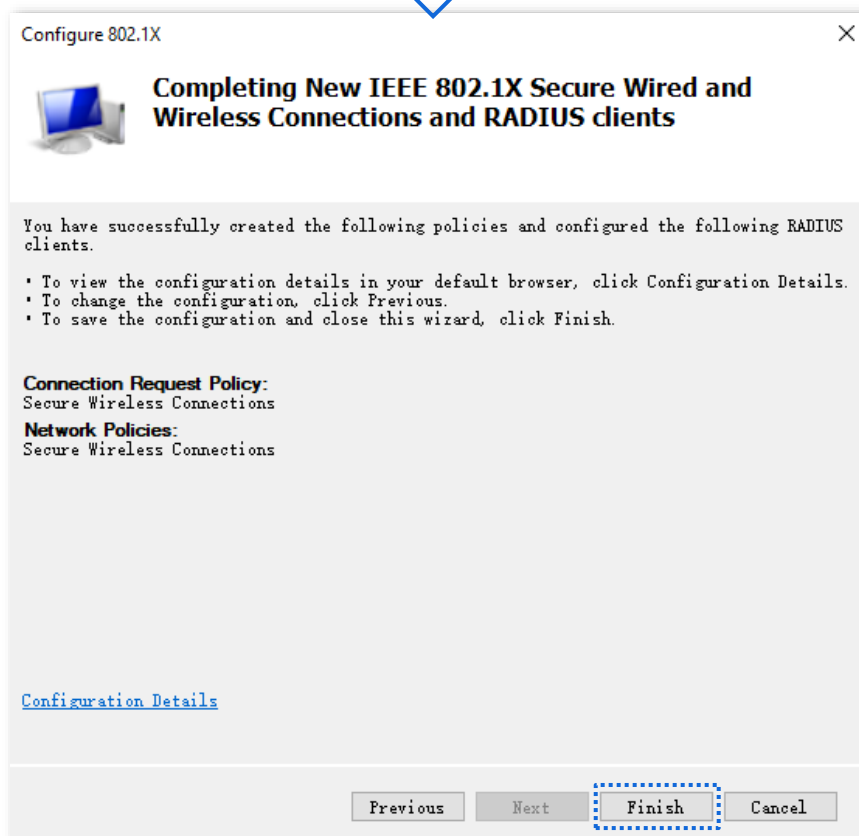 Configure 802.1X
Completing New IEEE 802.1X Secure Wired and
Wireless Connections and RADIUS clients
You have successfully created the following policies and configured the following RADIUS
clients.
• To view the configuration details in your default browser, click Configuration Details.
• To change the configuration, click Previous.
• To save the configuration and close this wizard, click Finish.
Connection Request Policy:
Secure Wireless Connections
Network Policies:
Secure Wireless Connections
Configuration Details
Previous Next Finish Cancel